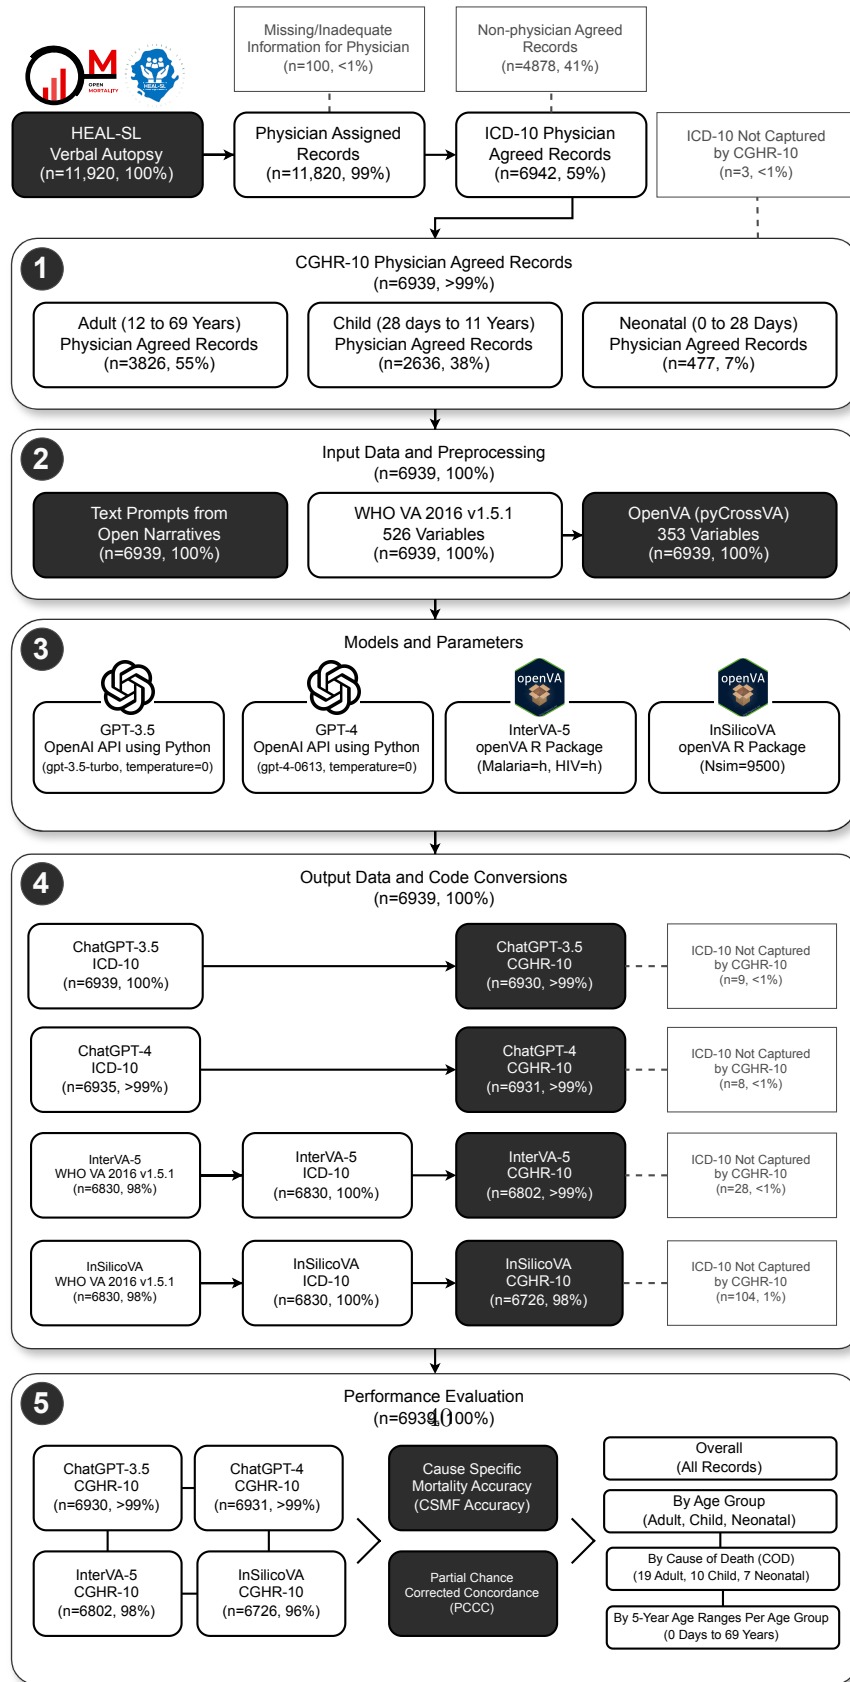 Missing/Inadequate
Information for Physician
(n=100, <1%)
Non-physician Agreed
Records
(n=4878, 41%)
M
OPEN
MORTALITY
HEAL-SL
HEAL-SL
Verbal Autopsy
(n=11,920, 100%)
Physician Assigned
Records
(n=11,820, 99%)
ICD-10 Physician
Agreed Records
(n=6942, 59%)
ICD-10 Not Captured
by CGHR-10
(n=3, <1%)
1
CGHR-10 Physician Agreed Records
(n=6939, >99%)
Adult (12 to 69 Years)
Physician Agreed Records
(n=3826, 55%)
Child (28 days to 11 Years)
Physician Agreed Records
(n=2636, 38%)
Neonatal (0 to 28 Days)
Physician Agreed Records
(n=477, 7%)
2
Input Data and Preprocessing
(n=6939, 100%)
Text Prompts from
Open Narratives
(n=6939, 100%)
WHO VA 2016 v1.5.1
526 Variables
(n=6939, 100%)
OpenVA (pyCrossVA)
353 Variables
(n=6939, 100%)
3
Models and Parameters
GPT-3.5
OpenAI API using Python
(gpt-3.5-turbo, temperature=0)
GPT-4
OpenAI API using Python
(gpt-4-0613, temperature=0)
openVA
InterVA-5
openVA R Package
(Malaria=h, HIV=h)
openVA
InSilicoVA
openVA R Package
(Nsim=9500)
4
Output Data and Code Conversions
(n=6939, 100%)
ChatGPT-3.5
ICD-10
(n=6939, 100%)
ChatGPT-3.5
CGHR-10
(n=6930, >99%)
ICD-10 Not Captured
by CGHR-10
(n=9, <1%)
ChatGPT-4
ICD-10
(n=6935, >99%)
ChatGPT-4
CGHR-10
(n=6931, >99%)
ICD-10 Not Captured
by CGHR-10
(n=8, <1%)
InterVA-5
WHO VA 2016 v1.5.1
(n=6830, 98%)
InterVA-5
ICD-10
(n=6830, 100%)
InterVA-5
CGHR-10
(n=6802, >99%)
ICD-10 Not Captured
by CGHR-10
(n=28, <1%)
InSilicoVA
WHO VA 2016 v1.5.1
(n=6830, 98%)
InSilicoVA
ICD-10
(n=6830, 100%)
InSilicoVA
CGHR-10
(n=6726, 98%)
ICD-10 Not Captured
by CGHR-10
(n=104, 1%)
5
Performance Evaluation
(n=6939, 100%)
40
ChatGPT-3.5
CGHR-10
(n=6930, >99%)
ChatGPT-4
CGHR-10
(n=6931, >99%)
InterVA-5
CGHR-10
(n=6802, 98%)
InSilicoVA
CGHR-10
(n=6726, 96%)
Cause Specific
Mortality Accuracy
(CSMF Accuracy)
Partial Chance
Corrected Concordance
(PCCC)
Overall
(All Records)
By Age Group
(Adult, Child, Neonatal)
By Cause of Death (COD)
(19 Adult, 10 Child, 7 Neonatal)
By 5-Year Age Ranges Per Age Group
(0 Days to 69 Years)